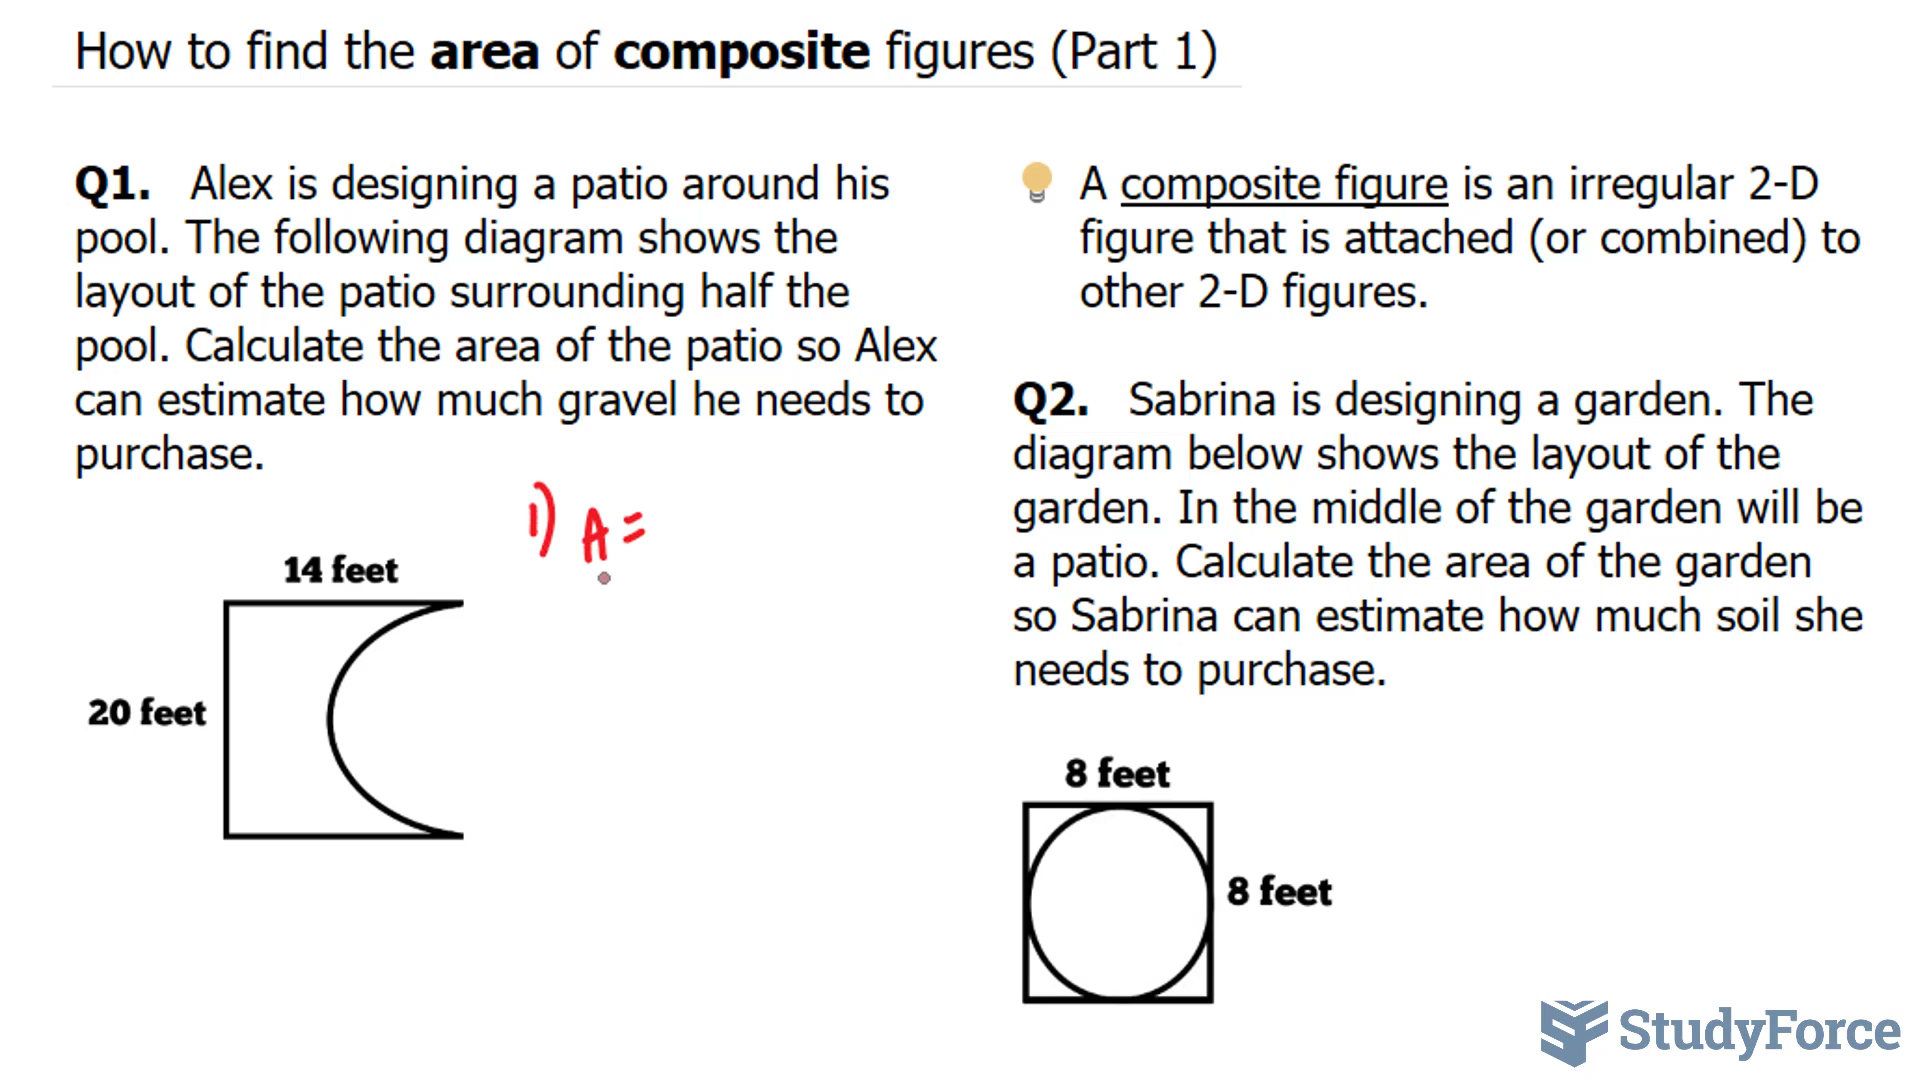 How to find the area of composite figures (Part 1)
Q1. Alex is designing a patio around his
pool. The following diagram shows the
layout of the patio surrounding half the
pool. Calculate the area of the patio so Alex
can estimate how much gravel he needs to
purchase.
1) A =
14 feet
20 feet
A composite figure is an irregular 2-D
figure that is attached (or combined) to
other 2-D figures.
Q2. Sabrina is designing a garden. The
diagram below shows the layout of the
garden. In the middle of the garden will be
a patio. Calculate the area of the garden
so Sabrina can estimate how much soil she
needs to purchase.
8 feet
8 feet
StudyForce